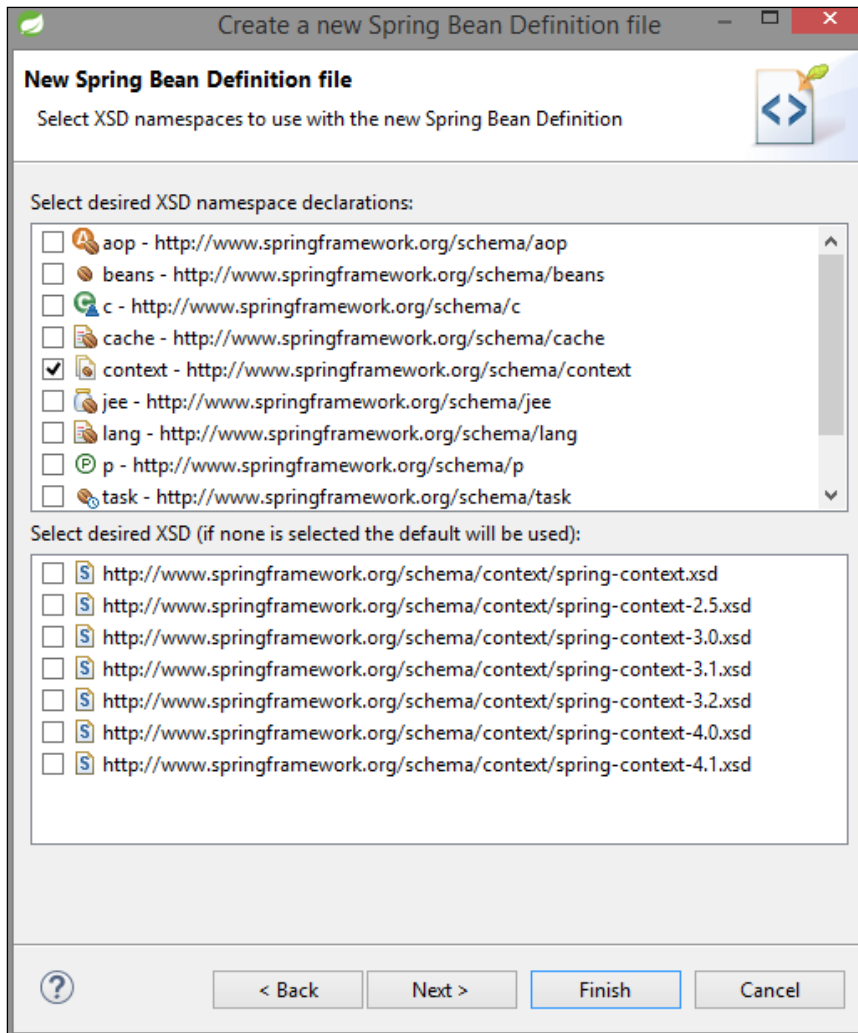 Create a new Spring Bean Definition file
New Spring Bean Definition file
Select XSD namespaces to use with the new Spring Bean Definition
Select desired XSD namespace declarations:
aop - http://www.springframework.org/schema/aop
beans - http://www.springframework.org/schema/beans
c - http://www.springframework.org/schema/c
cache - http://www.springframework.org/schema/cache
context - http://www.springframework.org/schema/context
jee - http://www.springframework.org/schema/jee
lang - http://www.springframework.org/schema/lang
p - http://www.springframework.org/schema/p
task - http://www.springframework.org/schema/task
Select desired XSD (if none is selected the default will be used):
http://www.springframework.org/schema/context/spring-context.xsd
http://www.springframework.org/schema/context/spring-context-2.5.xsd
http://www.springframework.org/schema/context/spring-context-3.0.xsd
http://www.springframework.org/schema/context/spring-context-3.1.xsd
http://www.springframework.org/schema/context/spring-context-3.2.xsd
http://www.springframework.org/schema/context/spring-context-4.0.xsd
http://www.springframework.org/schema/context/spring-context-4.1.xsd
< Back Next > Finish Cancel